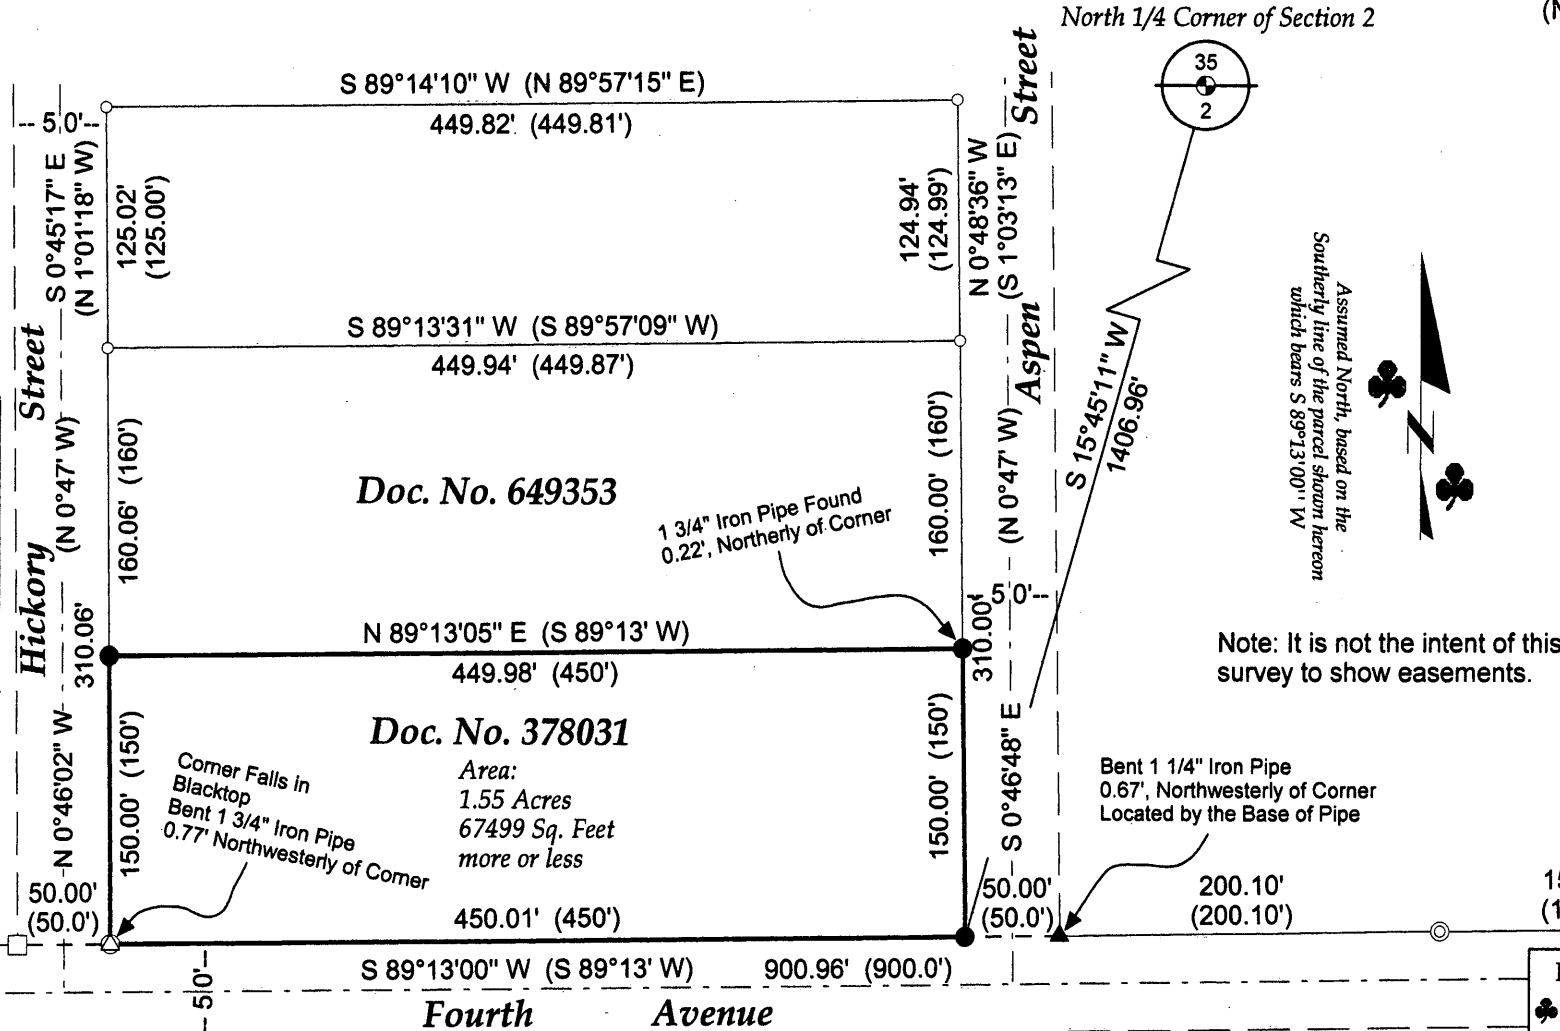 North 1/4 Corner of Section 2
35
2
S 89°14'10" W (N 89°57'15" E)
449.82' (449.81')
-- 50'--
S 0°45'17" E
(N 1°01'18" W)
125.02'
(125.00')
124.94'
(124.99')
N 0°48'36" W
(S 1°03'13" E)
Aspen Street
S 89°13'31" W (S 89°57'09" W)
449.94' (449.87')
Hickory Street
(N 0°47' W)
160.06' (160')
310.06'
Doc. No. 649353
1 3/4" Iron Pipe Found
0.22', Northerly of Corner
160.00' (160')
(N 0°47' W)
310.00'
50'--
S 15°45'11" W
1406.96'
Assumed North, based on the
Southerly line of the parcel shown hereon
which bears S 89°13'00" W
N
Note: It is not the intent of this
survey to show easements.
N 89°13'05" E (S 89°13' W)
449.98' (450')
Doc. No. 378031
Area:
1.55 Acres
67499 Sq. Feet
more or less
N 0°46'02" W
150.00' (150')
Corner Falls in
Blacktop
Bent 1 3/4" Iron Pipe
0.77' Northwesterly of Corner
150.00' (150')
S 0°46'48" E
Bent 1 1/4" Iron Pipe
0.67', Northwesterly of Corner
Located by the Base of Pipe
50.00'
(50.0')
450.01' (450')
50.00'
(50.0')
200.10'
(200.10')
S 89°13'00" W (S 89°13' W) 900.96' (900.0')
50'
Fourth Avenue